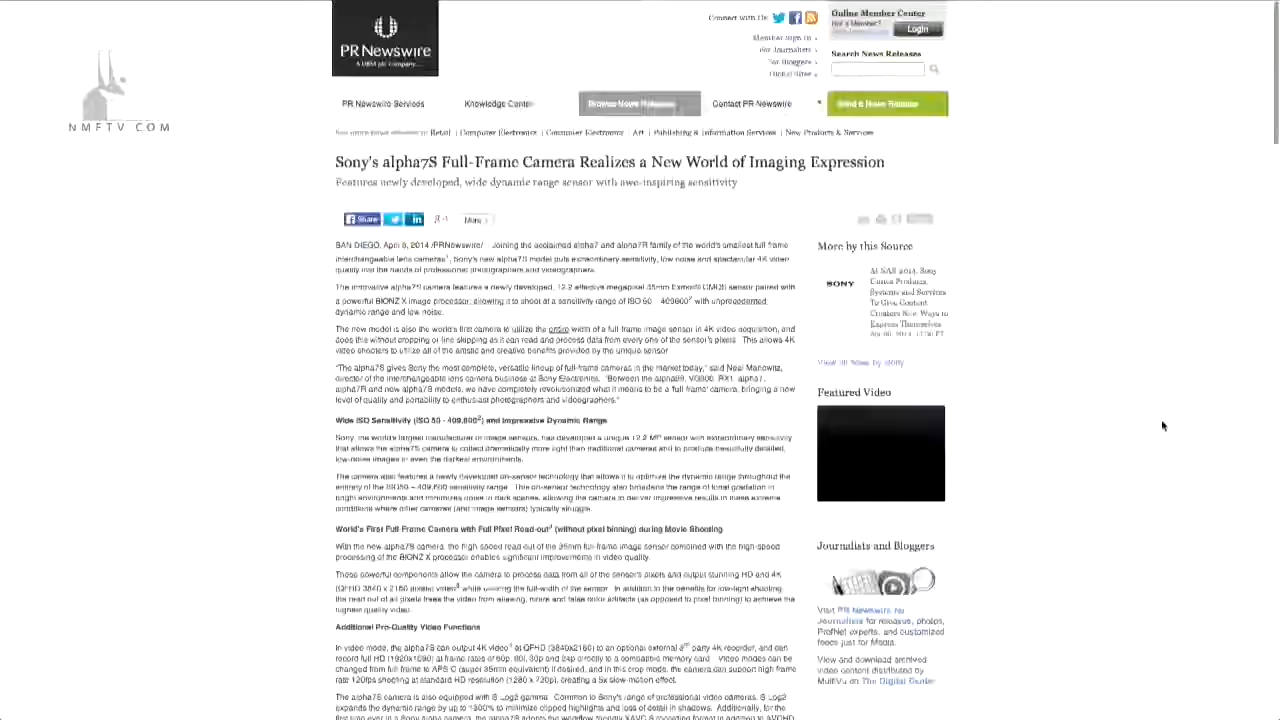 PR Newswire
A UBM plc company
NMFTV.COM
Connect with Us
Member Sign In
For Journalists
For Bloggers
Global Sites
Online Member Center
Not a Member?
Login
Search News Releases
PR Newswire Services
Knowledge Center
Browse News Releases
Contact PR Newswire
Send a News Release
See more news releases in: Retail | Computer Electronics | Consumer Electronics | Art | Publishing & Information Services | New Products & Services
Sony's alpha7S Full-Frame Camera Realizes a New World of Imaging Expression
Features newly developed, wide dynamic range sensor with awe-inspiring sensitivity
Share
More
SAN DIEGO, April 6, 2014 /PRNewswire/ Joining the acclaimed alpha7 and alpha7R family of the world's smallest full frame
interchangeable lens cameras1, Sony's new alpha7S model puts extraordinary sensitivity, low noise and spectacular 4K video
quality into the hands of professional photographers and videographers.
The innovative alpha7S camera features a newly developed, 12.2 effective megapixel 35mm Exmor® CMOS sensor paired with
a powerful BIONZ X image processor, allowing it to shoot at a sensitivity range of ISO 50 – 4096002 with unprecedented
dynamic range and low noise.
The new model is also the world's first camera to utilize the entire width of a full-frame image sensor in 4K video acquisition, and
does this without cropping or line skipping as it can read and process data from every one of the sensor's pixels. This allows 4K
video shooters to utilize all of the artistic and creative benefits provided by the unique sensor
"The alpha7S gives Sony the most complete, versatile lineup of full-frame cameras in the market today," said Neal Manowitz,
director of the interchangeable lens camera business at Sony Electronics. "Between the alpha99, VG900, RX1, alpha7,
alpha7R and new alpha7S models, we have completely revolutionized what it means to be a 'full frame' camera, bringing a new
level of quality and portability to enthusiast photographers and videographers."
Wide ISO Sensitivity (ISO 50 - 409,6002) and Impressive Dynamic Range
Sony, the world's largest manufacturer of image sensors, has developed a unique 12.2 MP sensor with extraordinary sensitivity
that allows the alpha7S camera to collect dramatically more light than traditional cameras and to produce beautifully detailed,
low-noise images in even the darkest environments.
The camera also features a newly developed on-sensor technology that allows it to optimize the dynamic range throughout the
entirety of the ISO50 – 409,600 sensitivity range. This on-sensor technology also broadens the range of tonal gradation in
bright environments and minimizes noise in dark scenes, allowing the camera to deliver impressive results in these extreme
conditions where other cameras (and image sensors) typically struggle.
World's First Full-Frame Camera with Full Pixel Read-out3 (without pixel binning) during Movie Shooting
With the new alpha7S camera, the high speed read out of the 35mm full-frame image sensor combined with the high-speed
processing of the BIONZ X processor enables significant improvements in video quality.
These powerful components allow the camera to process data from all of the sensor's pixels and output stunning HD and 4K
(QFHD 3840 x 2160 pixels) video while utilizing the full-width of the sensor. In addition to the benefits for low-light shooting,
the read out of all pixels frees the video from aliasing, moire and false color artifacts (as opposed to pixel binning) to achieve the
highest quality video.
Additional Pro-Quality Video Functions
In video mode, the alpha7S can output 4K video at QFHD (3840x2160) to an optional external 3rd party 4K recorder, and can
record full HD (1920x1080) at frame rates of 60p, 60i, 30p and 24p directly to a compatible memory card. Video modes can be
changed from full frame to APS C (super 35mm equivalent) if desired, and in this crop mode, the camera can support high frame
rate 120fps shooting at standard HD resolution (1280 x 720p), creating a 5x slow-motion effect.
The alpha7S camera is also equipped with S Log2 gamma. Common to Sony's range of professional video cameras, S Log2
expands the dynamic range by up to 1300% to minimize clipped highlights and loss of detail in shadows. Additionally, for the
first time ever in a Sony alpha camera, the alpha7S adopts the workflow friendly XAVC S recording format in addition to AVCHD
More by this Source
SONY
At NAB 2014, Sony
Unites Products,
Systems and Services
To Give Content
Creators New Ways to
Express Themselves
View all news by Sony
Featured Video
Journalists and Bloggers
Visit PR Newswire for
Journalists for releases, photos,
ProfNet experts, and customized
feeds just for Media.
View and download archived
video content distributed by
MultiVu on The Digital Center